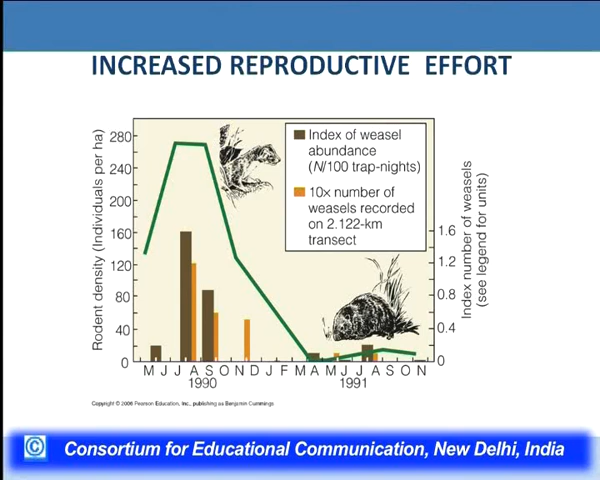 INCREASED REPRODUCTIVE EFFORT
Rodent density (Individuals per ha)
280
240
200
160
120
80
40
0
Index of weasel
abundance
(N/100 trap-nights)
10x number of
weasels recorded
on 2.122-km
transect
1.6
1.2
0.8
0.4
0
Index number of weasels
(see legend for units)
M J J A S O N D J F M A M J J A S O N
1990
1991
Copyright © 2006 Pearson Education, Inc., publishing as Benjamin Cummings
© Consortium for Educational Communication, New Delhi, India